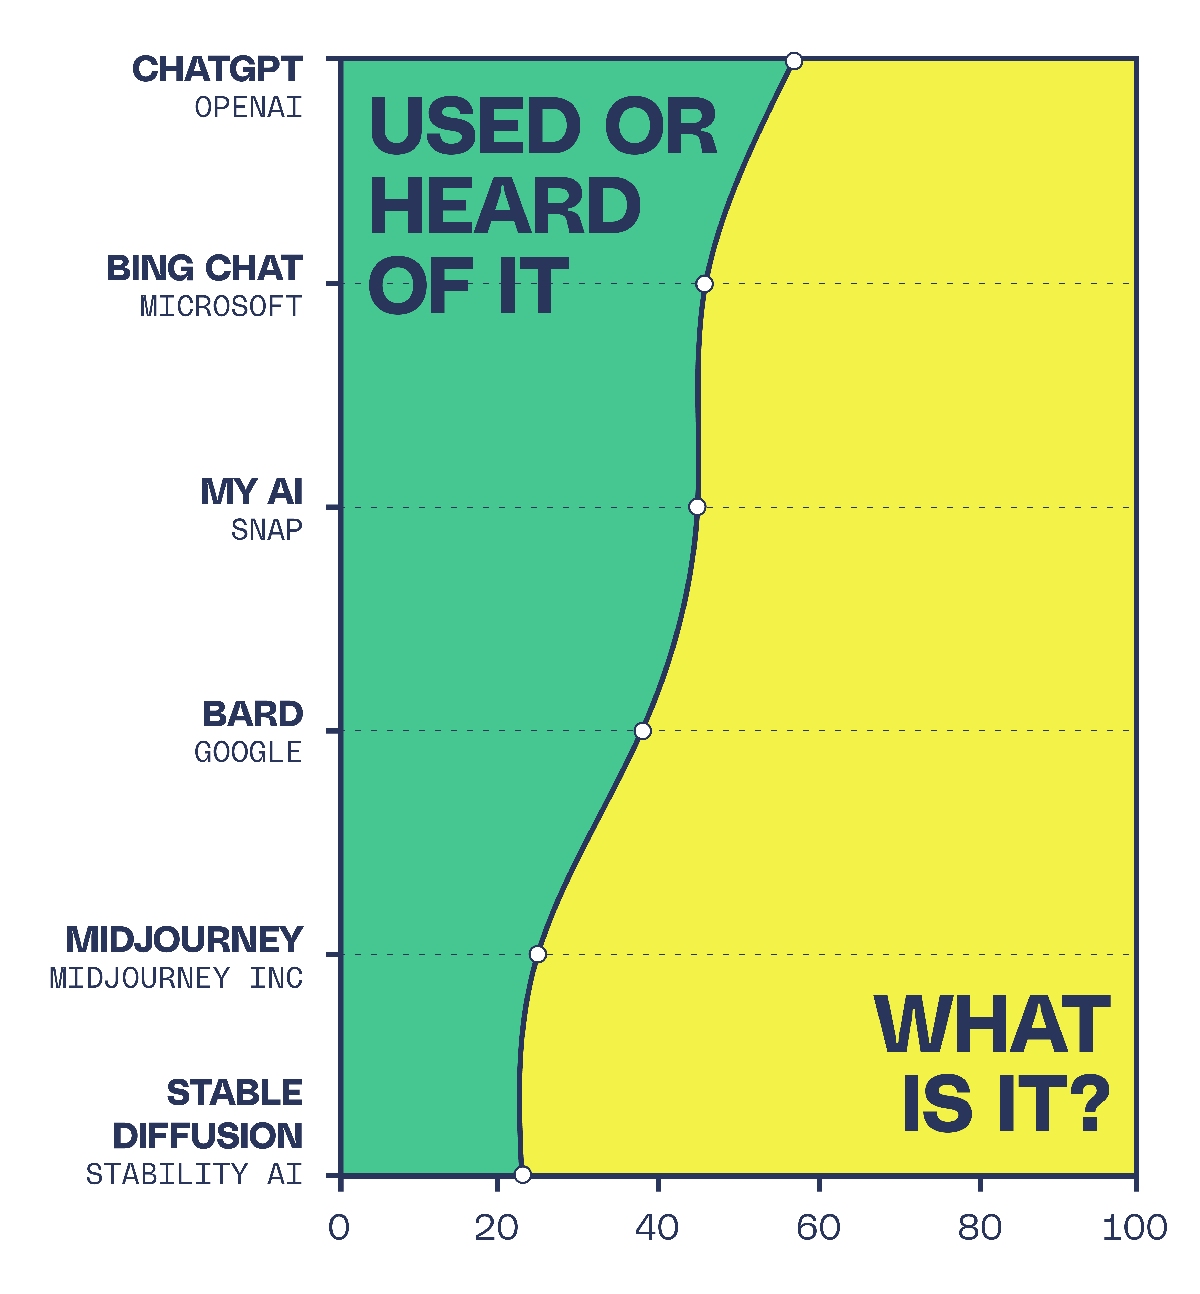 CHATGPT
OPENAI
USED OR
HEARD
OF IT
BING CHAT
MICROSOFT
MY AI
SNAP
BARD
GOOGLE
MIDJOURNEY
MIDJOURNEY INC
WHAT
IS IT?
STABLE
DIFFUSION
STABILITY AI
0 20 40 60 80 100